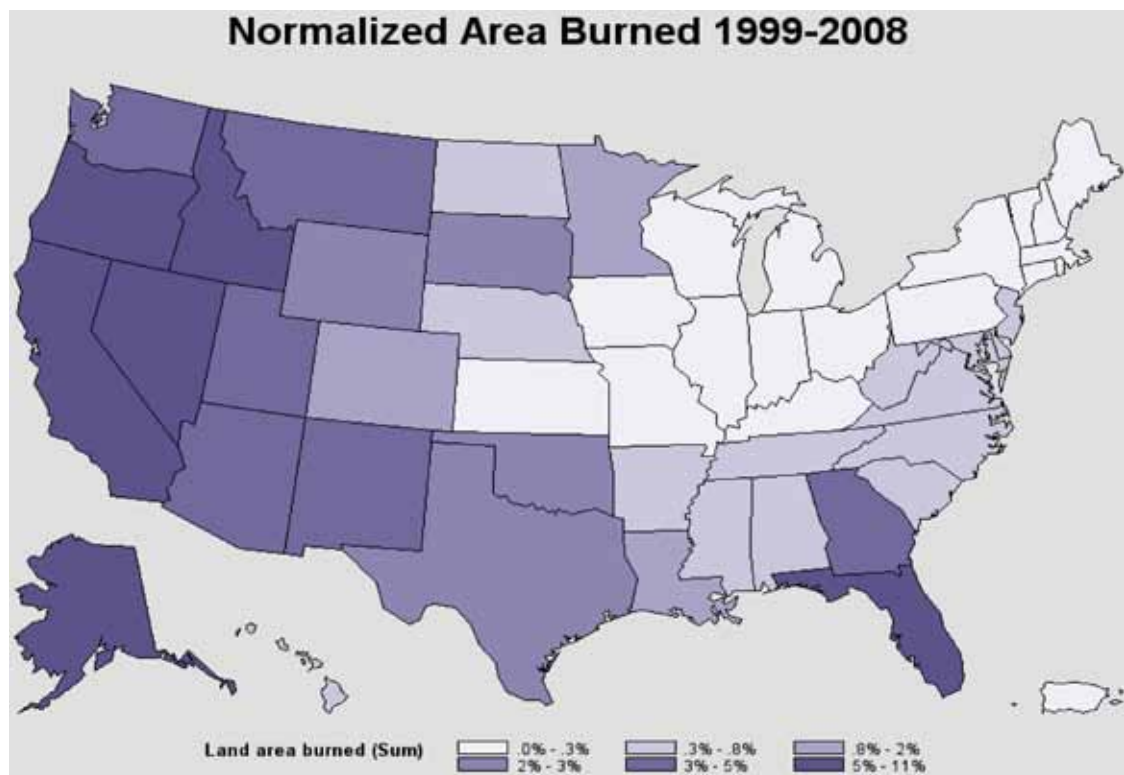 Normalized Area Burned 1999-2008
Land area burned (Sum) .0% - .3% .3% - .8% .8% - 2%
2% - 3% 3% - 5% 5% - 11%